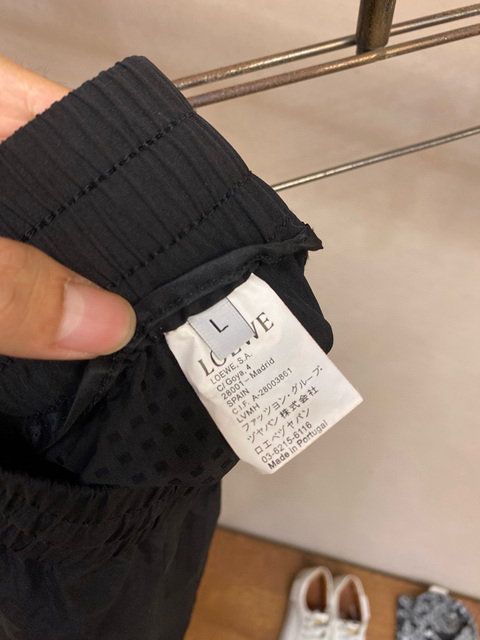 L
LOEWE
LOEWE, S.A.
C/ Goya, 4
28001 - Madrid
SPAIN
C.I.F. A-28003861
LVMH
ファッション・グループ・
ジャパン 株式会社
ロエベジャパン
03-6215-6116
Made in Portugal